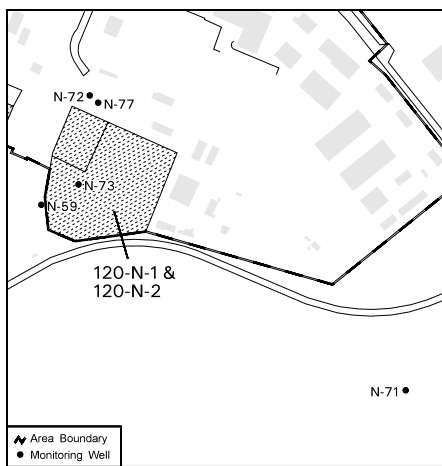 N-72
N-77
N-73
N-59
120-N-1 &
120-N-2
N-71
Area Boundary
Monitoring Well